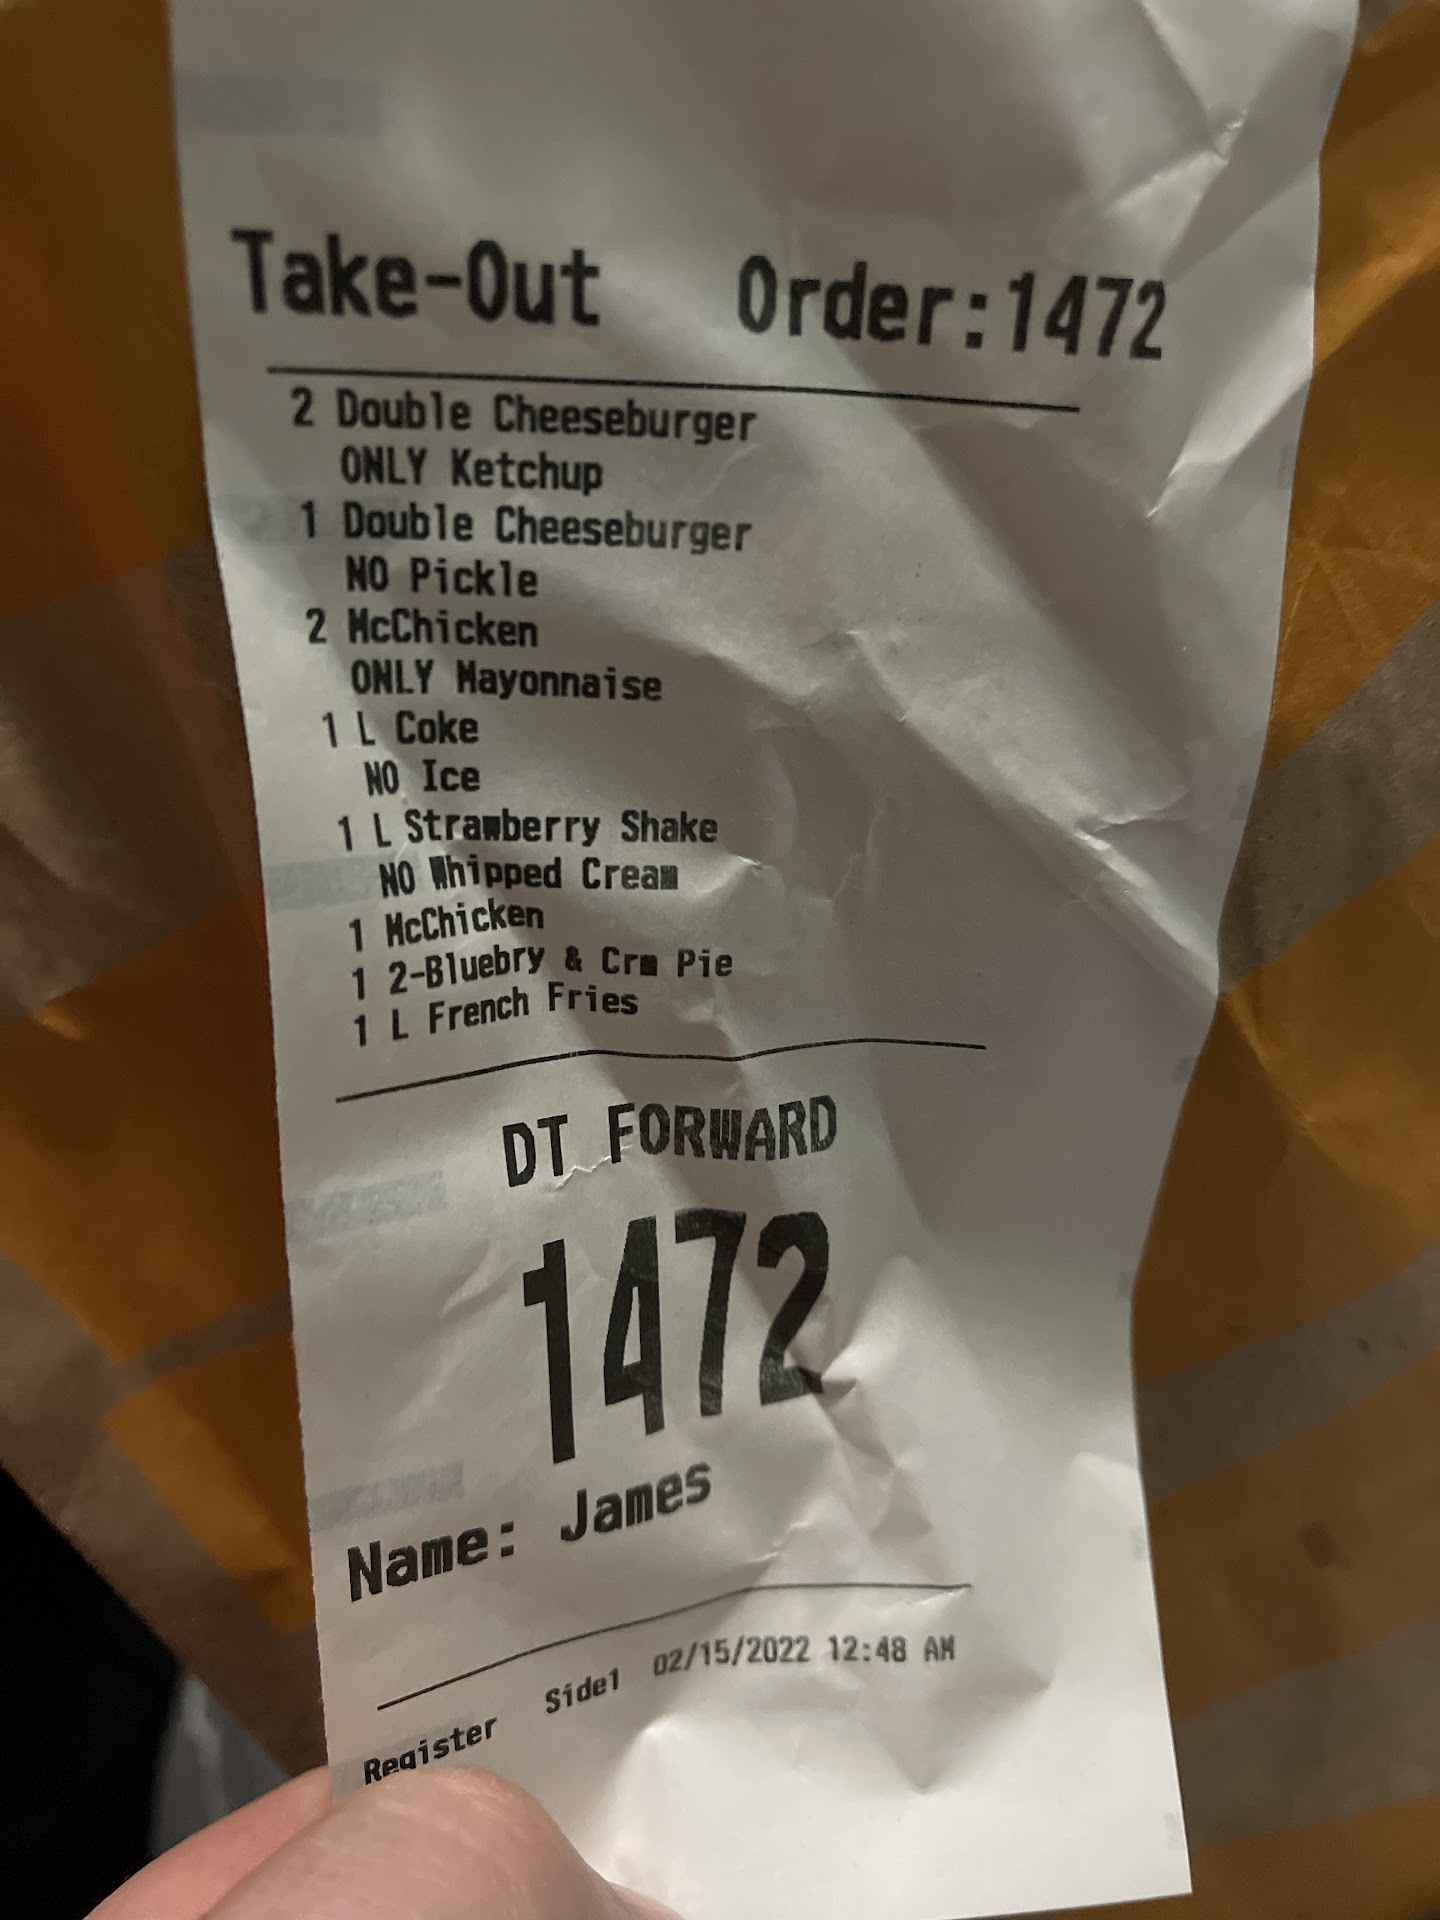 Take-Out Order:1472
2 Double Cheeseburger
ONLY Ketchup
1 Double Cheeseburger
NO Pickle
2 McChicken
ONLY Mayonnaise
1 L Coke
NO Ice
1 L Strawberry Shake
NO Whipped Cream
1 McChicken
1 2-Bluebry & Crm Pie
1 L French Fries
DT FORWARD
1472
Name: James
Register Side1 02/15/2022 12:48 AM